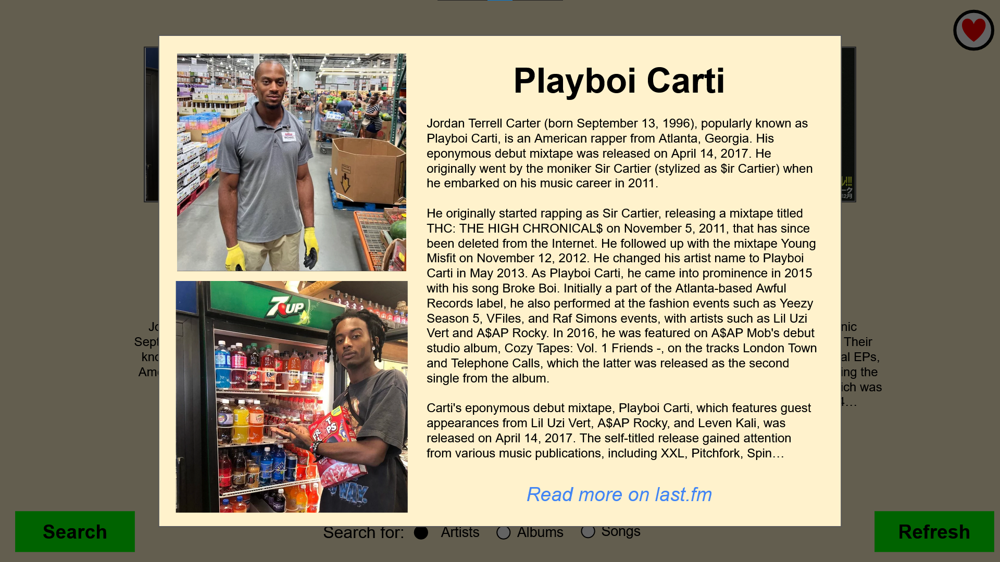 Playboi Carti
Jordan Terrell Carter (born September 13, 1996), popularly known as
Playboi Carti, is an American rapper from Atlanta, Georgia. His
eponymous debut mixtape was released on April 14, 2017. He
originally went by the moniker Sir Cartier (stylized as $ir Cartier) when
he embarked on his music career in 2011.
He originally started rapping as Sir Cartier, releasing a mixtape titled
THC: THE HIGH CHRONICAL$ on November 5, 2011, that has since
been deleted from the Internet. He followed up with the mixtape Young
Misfit on November 12, 2012. He changed his artist name to Playboi
Carti in May 2013. As Playboi Carti, he came into prominence in 2015
with his song Broke Boi. Initially a part of the Atlanta-based Awful
Records label, he also performed at the fashion events such as Yeezy
Season 5, VFiles, and Raf Simons events, with artists such as Lil Uzi
Vert and A$AP Rocky. In 2016, he was featured on A$AP Mob's debut
studio album, Cozy Tapes: Vol. 1 Friends -, on the tracks London Town
and Telephone Calls, which the latter was released as the second
single from the album.
Carti's eponymous debut mixtape, Playboi Carti, which features guest
appearances from Lil Uzi Vert, A$AP Rocky, and Leven Kali, was
released on April 14, 2017. The self-titled release gained attention
from various music publications, including XXL, Pitchfork, Spin…
Read more on last.fm
MICHAEL
7UP
WAY.
Jo
Sept
kno
Ame
ル!!!
ーク
2月
nic
Their
al EPs,
ing the
ich was
4…
Search
Search for:
Artists
Albums
Songs
Refresh